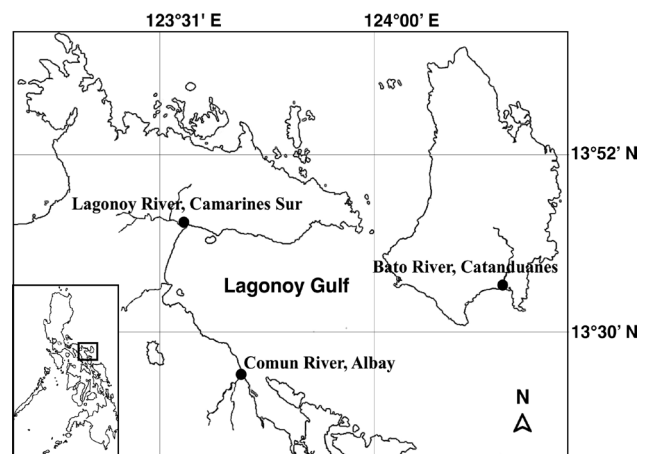 123°31' E
124°00' E
13°52' N
Lagonoy River, Camarines Sur
Bato River, Catanduanes
Lagonoy Gulf
13°30' N
Comun River, Albay
N